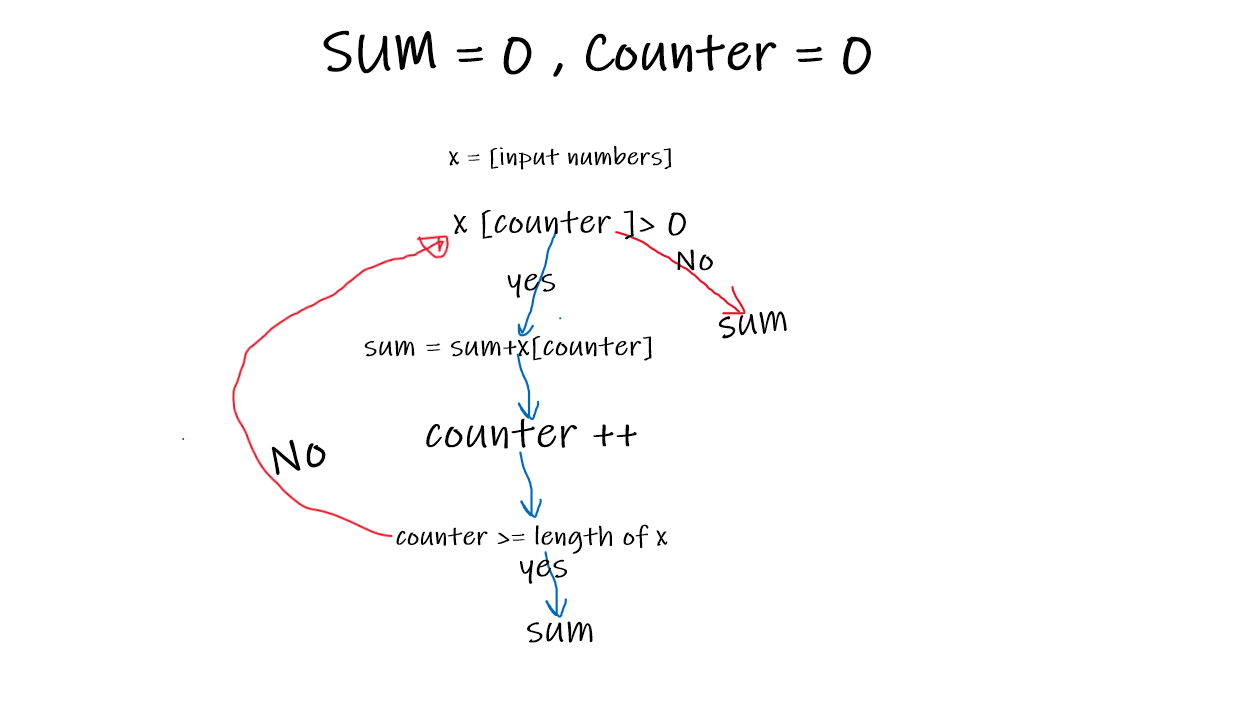 SUM = 0 , Counter = 0
x = [input numbers]
x [counter ]> 0
No
yes
sum
sum = sum+x[counter]
counter ++
No
counter >= length of x
yes
sum